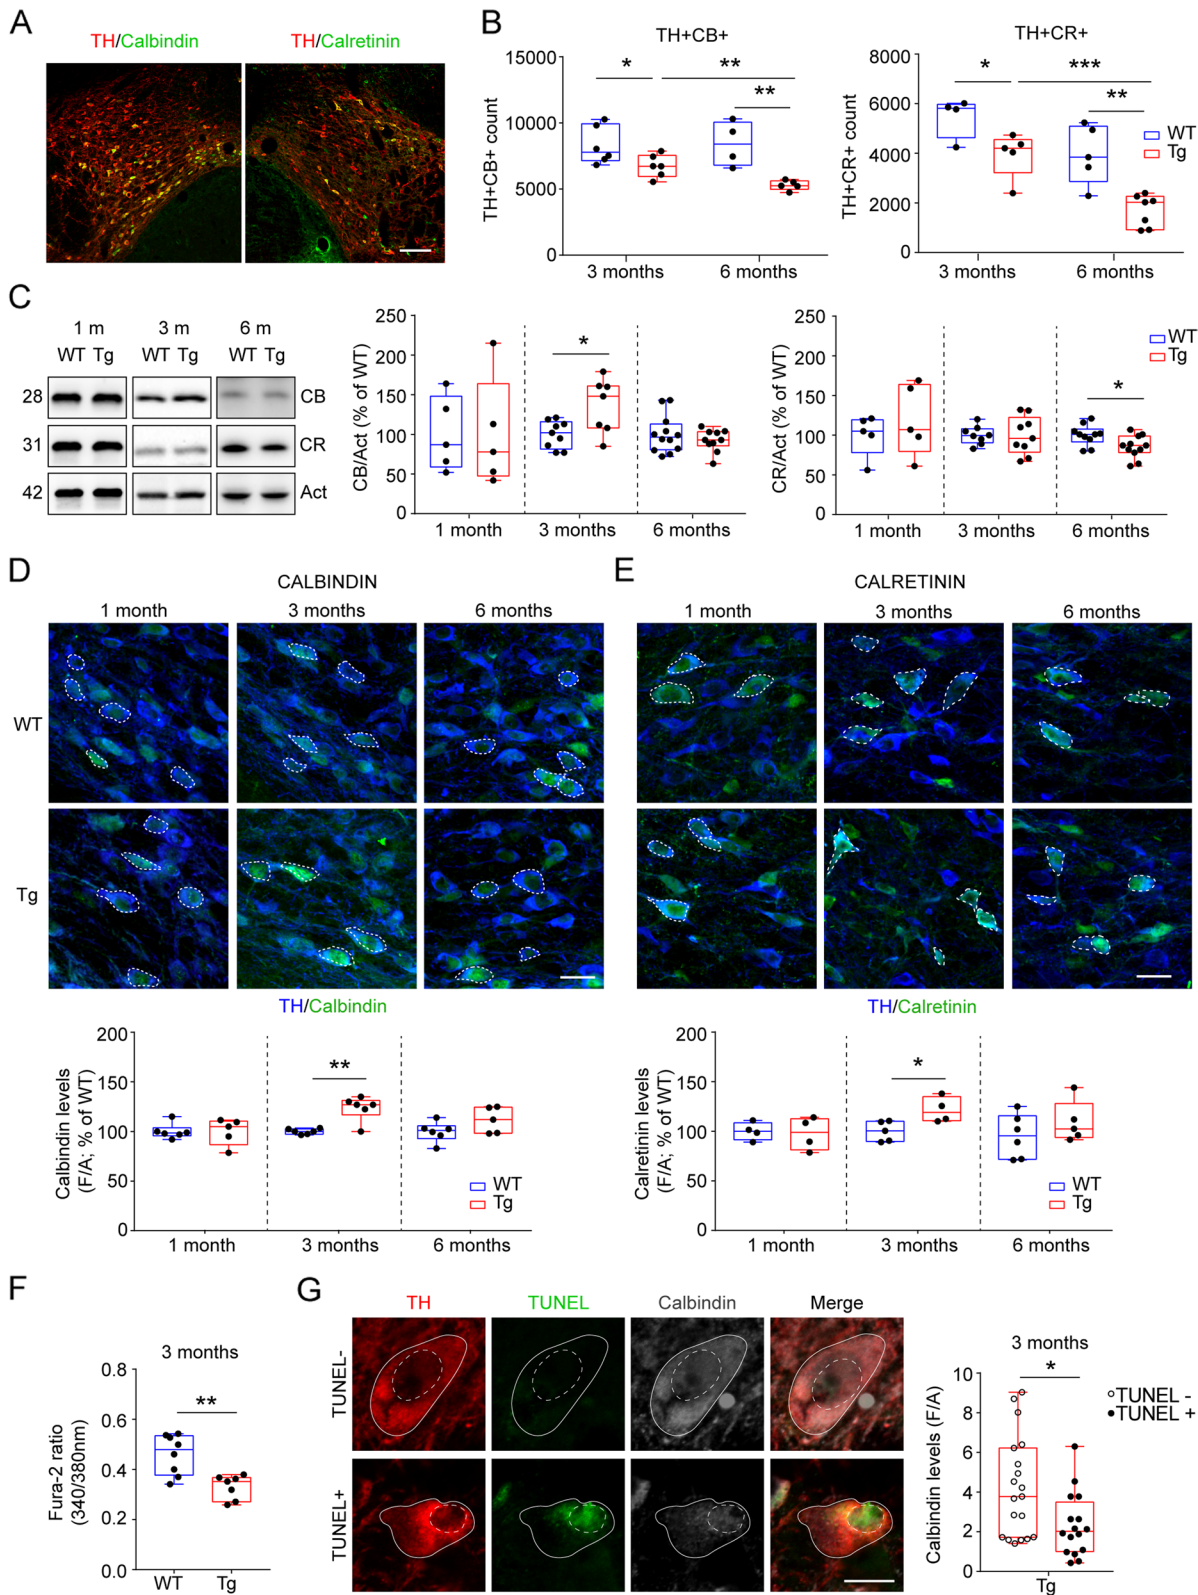 A
TH/Calbindin
TH/Calretinin
B
TH+CB+
TH+CB+ count
15000
10000
5000
0
*
**
**
3 months
6 months
TH+CR+
TH+CR+ count
8000
6000
4000
2000
0
*
***
**
WT
Tg
3 months
6 months
C
1 m
3 m
6 m
WT Tg
WT Tg
WT Tg
28
CB
31
CR
42
Act
CB/Act (% of WT)
250
200
150
100
50
0
*
1 month
3 months
6 months
CR/Act (% of WT)
250
200
150
100
50
0
WT
Tg
*
1 month
3 months
6 months
D
CALBINDIN
1 month
3 months
6 months
WT
Tg
TH/Calbindin
Calbindin levels
(F/A; % of WT)
200
150
100
50
0
**
WT
Tg
1 month
3 months
6 months
E
CALRETININ
1 month
3 months
6 months
TH/Calretinin
Calretinin levels
(F/A; % of WT)
200
150
100
50
0
*
WT
Tg
1 month
3 months
6 months
F
3 months
Fura-2 ratio
(340/380nm)
0.8
0.6
0.4
0.2
0.0
**
WT
Tg
G
TH
TUNEL
Calbindin
Merge
TUNEL-
TUNEL+
3 months
Calbindin levels (F/A)
10
8
6
4
2
0
*
TUNEL -
TUNEL +
Tg